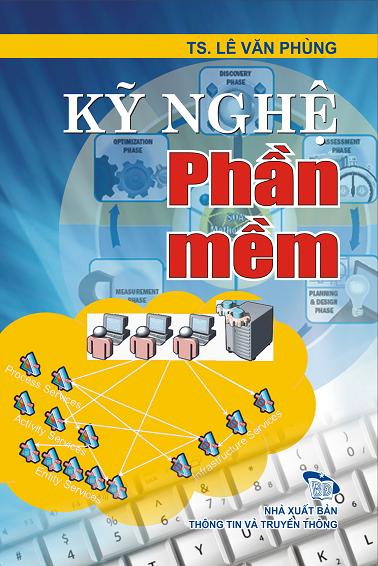 TS. LÊ VĂN PHÙNG
DISCOVERY
PHASE
KỸ NGHỆ
OPTIMIZATION
PHASE
ASSESSMENT
PHASE
Phần
SOA
mềm
MEASUREMENT
PHASE
PLANNING
& DESIGN
PHASE
Process Services
Activity Services
Entity Services
Infrastructure Services
NHÀ XUẤT BẢN
THÔNG TIN VÀ TRUYỀN THÔNG